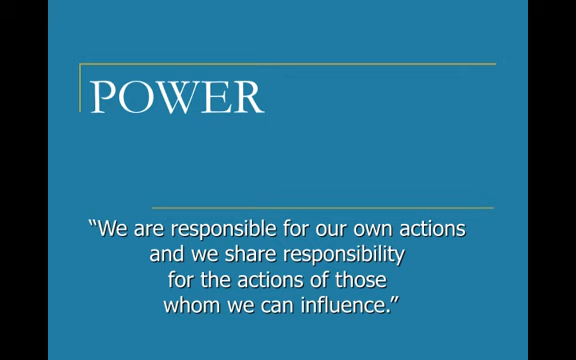 POWER
“We are responsible for our own actions
and we share responsibility
for the actions of those
whom we can influence.”